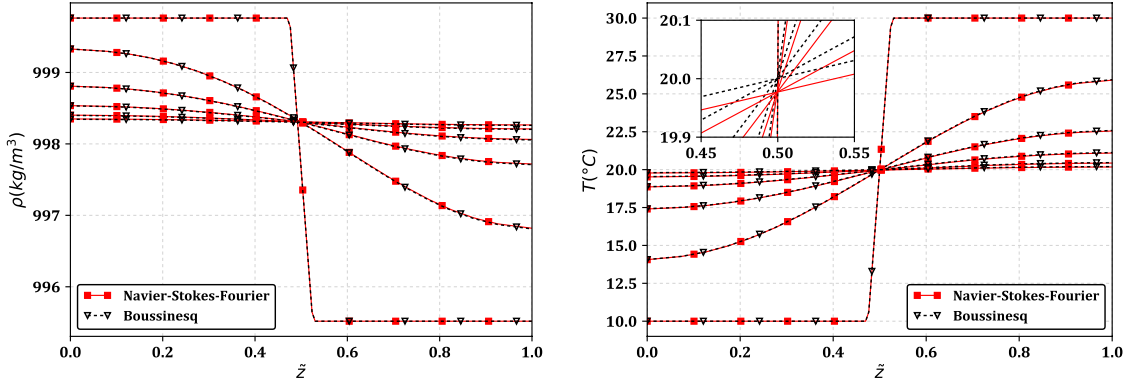 ρ(kg/m³)
999
998
997
996
0.0 0.2 0.4 0.6 0.8 1.0
z̃
Navier-Stokes-Fourier
Boussinesq
T(°C)
30.0
27.5
25.0
22.5
20.0
17.5
15.0
12.5
10.0
0.0 0.2 0.4 0.6 0.8 1.0
z̃
20.1
20.0
19.9
0.45 0.50 0.55
Navier-Stokes-Fourier
Boussinesq